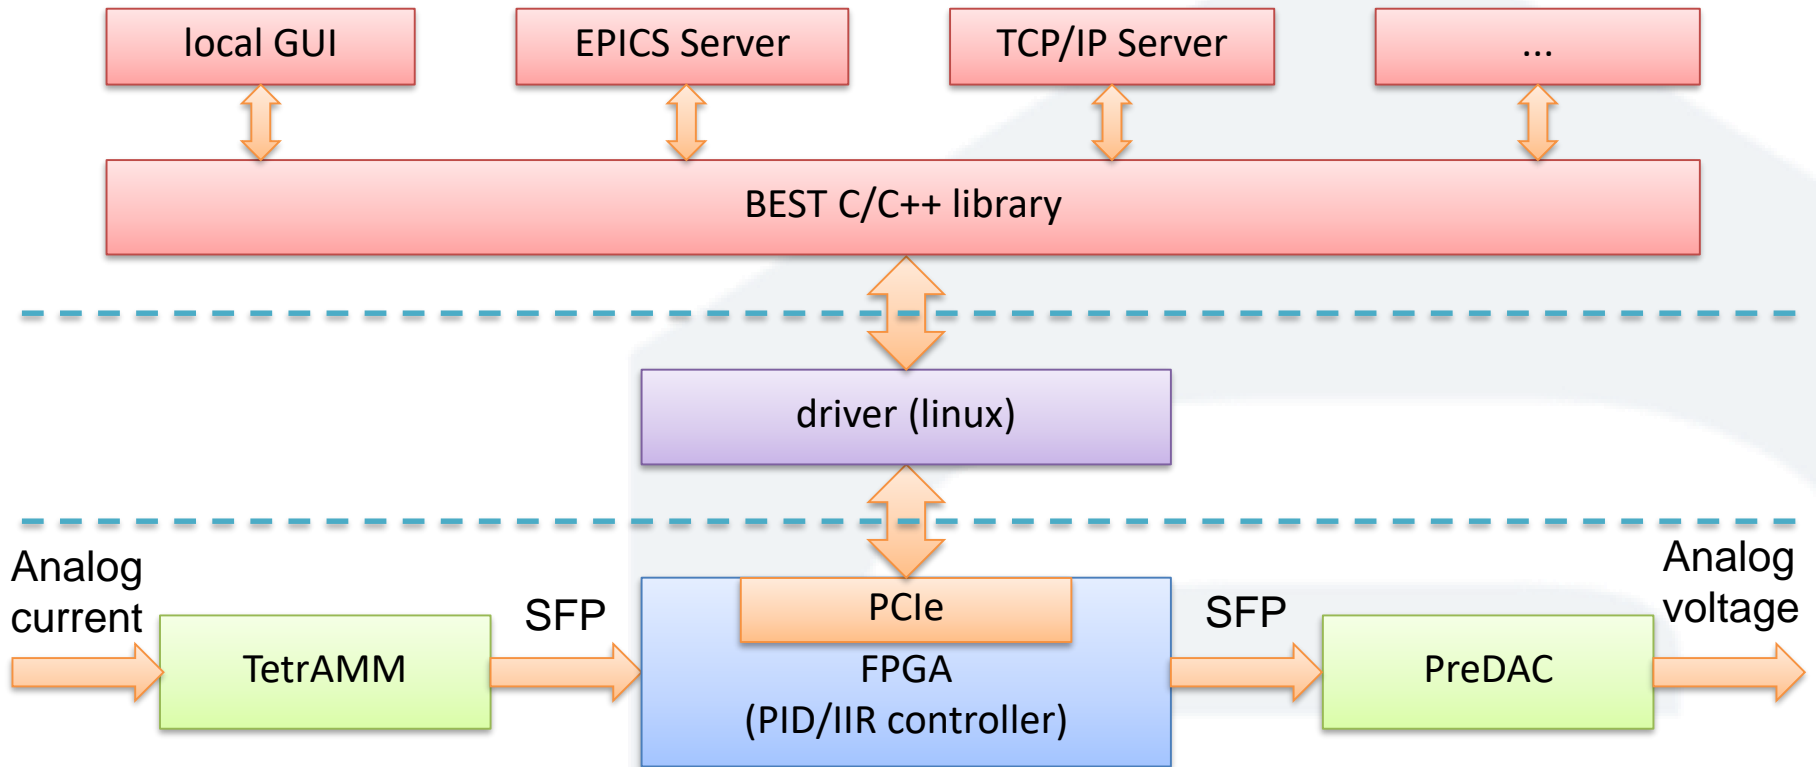 local GUI
EPICS Server
TCP/IP Server
...
BEST C/C++ library
driver (linux)
Analog
current
SFP
PCIe
SFP
Analog
voltage
TetrAMM
FPGA
(PID/IIR controller)
PreDAC